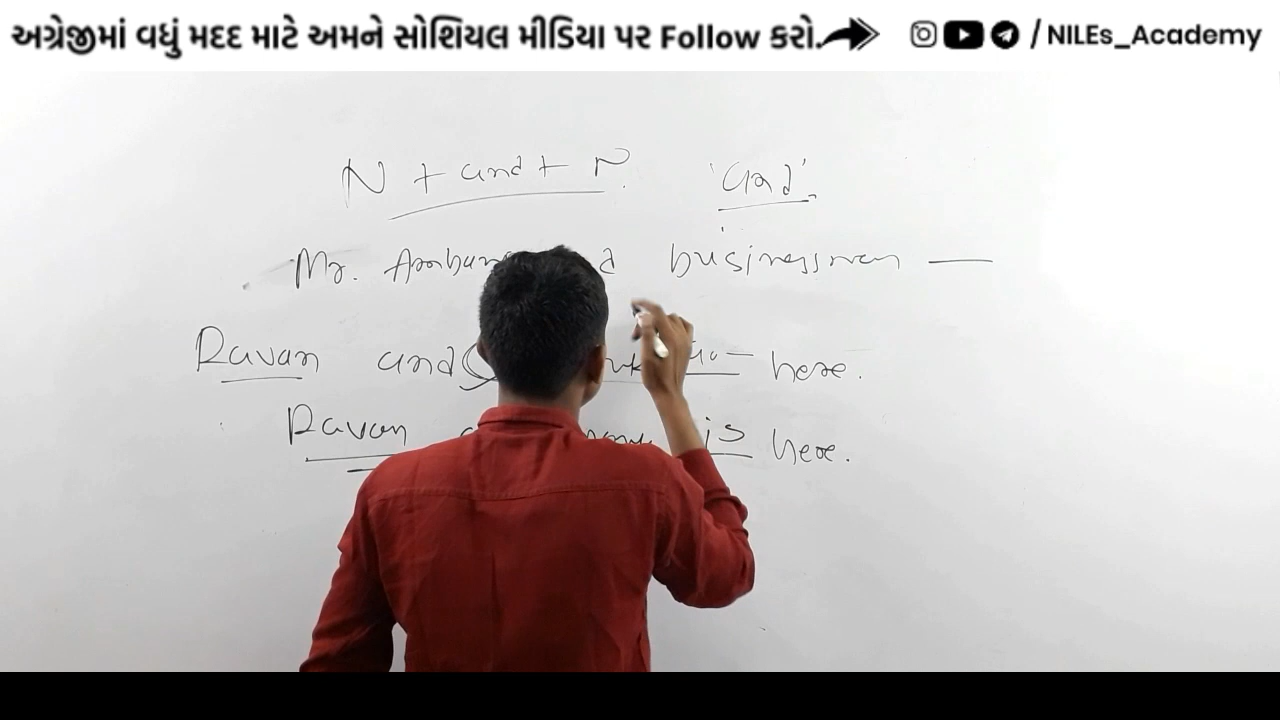 અગ્રેજીમાં વધું મદદ માટે અમને સોશિયલ મીડિયા પર Follow કરો. / NILEs_Academy
N + and + N 'and'
Mr. businessman —
Ravan and here.
Ravan is here.